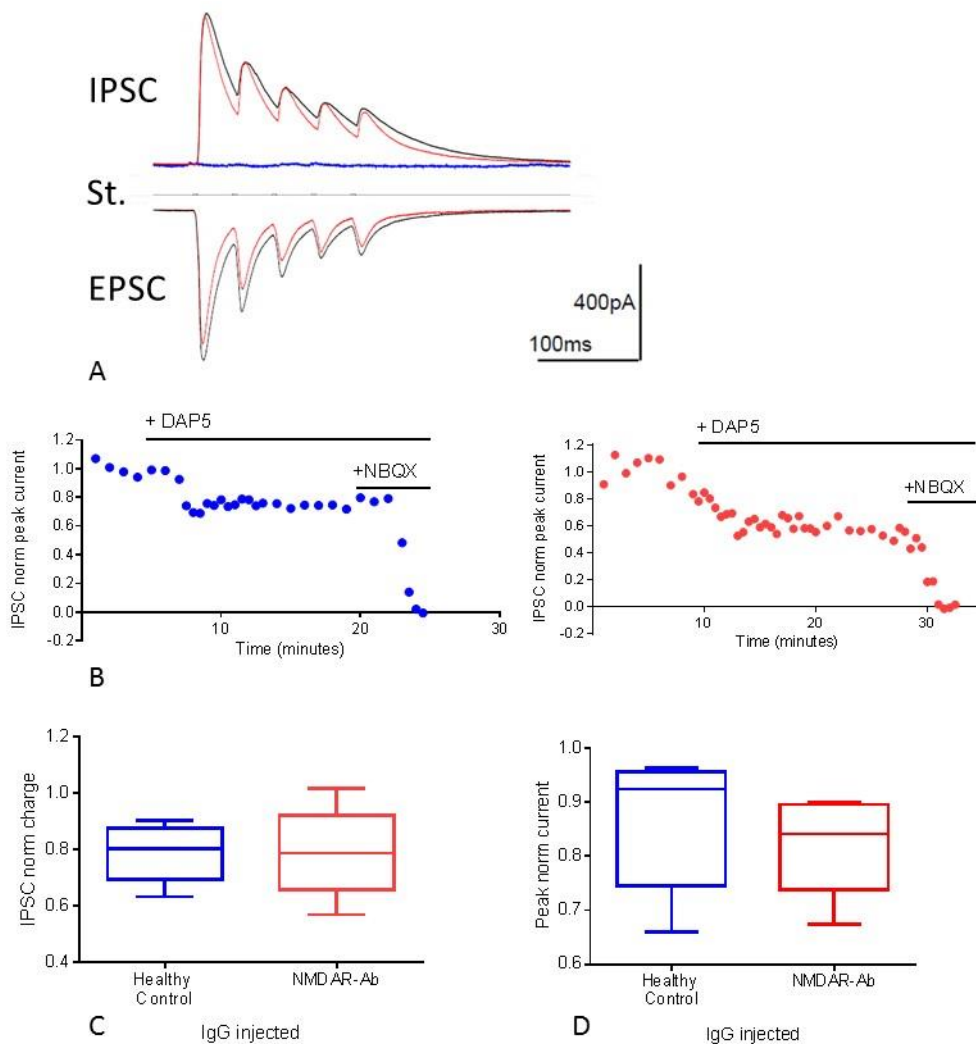 IPSC
St.
EPSC
400pA
100ms
A
+ DAP5
+NBQX
IPSC norm peak current
1.2
1.0
0.8
0.6
0.4
0.2
0.0
-0.2
10
20
30
Time (minutes)
+ DAP5
+NBQX
IPSC norm peak current
1.2
1.0
0.8
0.6
0.4
0.2
0.0
-0.2
10
20
30
Time (minutes)
B
IPSC norm charge
1.2
1.0
0.8
0.6
0.4
Healthy
Control
NMDAR-Ab
C
IgG injected
Peak norm current
1.0
0.9
0.8
0.7
0.6
Healthy
Control
NMDAR-Ab
D
IgG injected